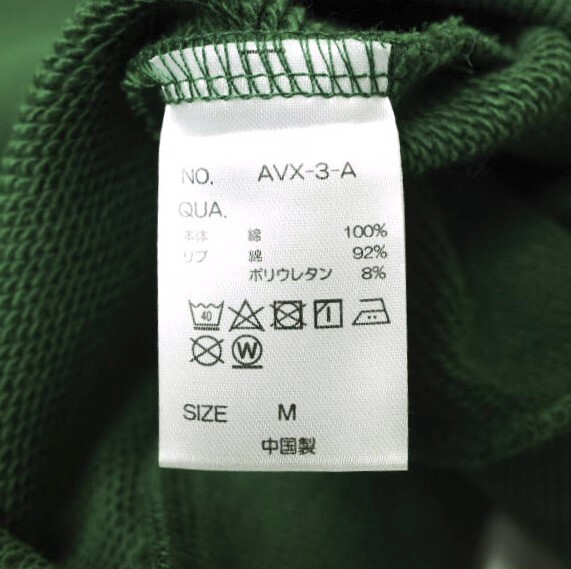 NO. AVX-3-A
QUA.
本体 綿 100%
リブ 綿 92%
ポリウレタン 8%
40
W
SIZE M
中国製